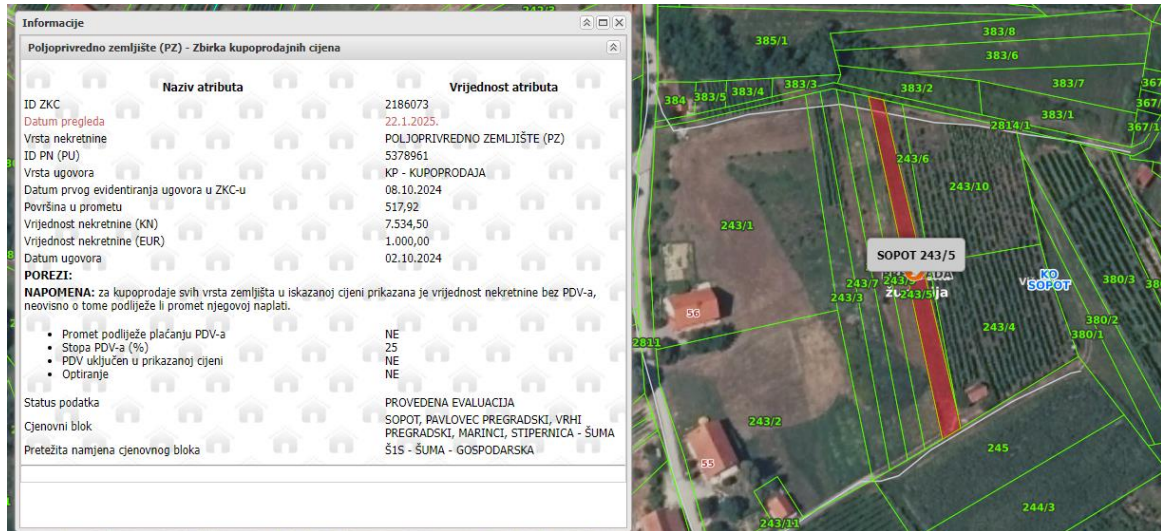 Informacije
Poljoprivredno zemljište (PZ) - Zbirka kupoprodajnih cijena
Naziv atributa Vrijednost atributa
ID ZKC 2186073
Datum pregleda 22.1.2025.
Vrsta nekretnine POLJOPRIVREDNO ZEMLJIŠTE (PZ)
ID PN (PU) 5378961
Vrsta ugovora KP - KUPOPRODAJA
Datum prvog evidentiranja ugovora u ZKC-u 08.10.2024
Površina u prometu 517,92
Vrijednost nekretnine (KN) 7.534,50
Vrijednost nekretnine (EUR) 1.000,00
Datum ugovora 02.10.2024
POREZI:
NAPOMENA: za kupoprodaje svih vrsta zemljišta u iskazanoj cijeni prikazana je vrijednost nekretnine bez PDV-a,
neovisno o tome podliježe li promet njegovoj naplati.
• Promet podliježe plaćanju PDV-a NE
• Stopa PDV-a (%) 25
• PDV uključen u prikazanoj cijeni NE
• Optiranje NE
Status podatka PROVEDENA EVALUACIJA
Cjenovni blok SOPOT, PAVLOVEC PREGRADSKI, VRHI
PREGRADSKI, MARINCI, STIPERNICA - ŠUMA
Pretežita namjena cjenovnog bloka Š1S - ŠUMA - GOSPODARSKA
385/1
383/8
383/6
384
383/5
383/4
383/3
383/2
383/7
383/1
2814/1
367/1
243/6
243/10
243/1
SOPOT 243/5
KO
SOPOT
380/3
243/7
243/3
243/5
56
243/4
380/2
380/1
2811
243/2
55
245
244/3
243/11